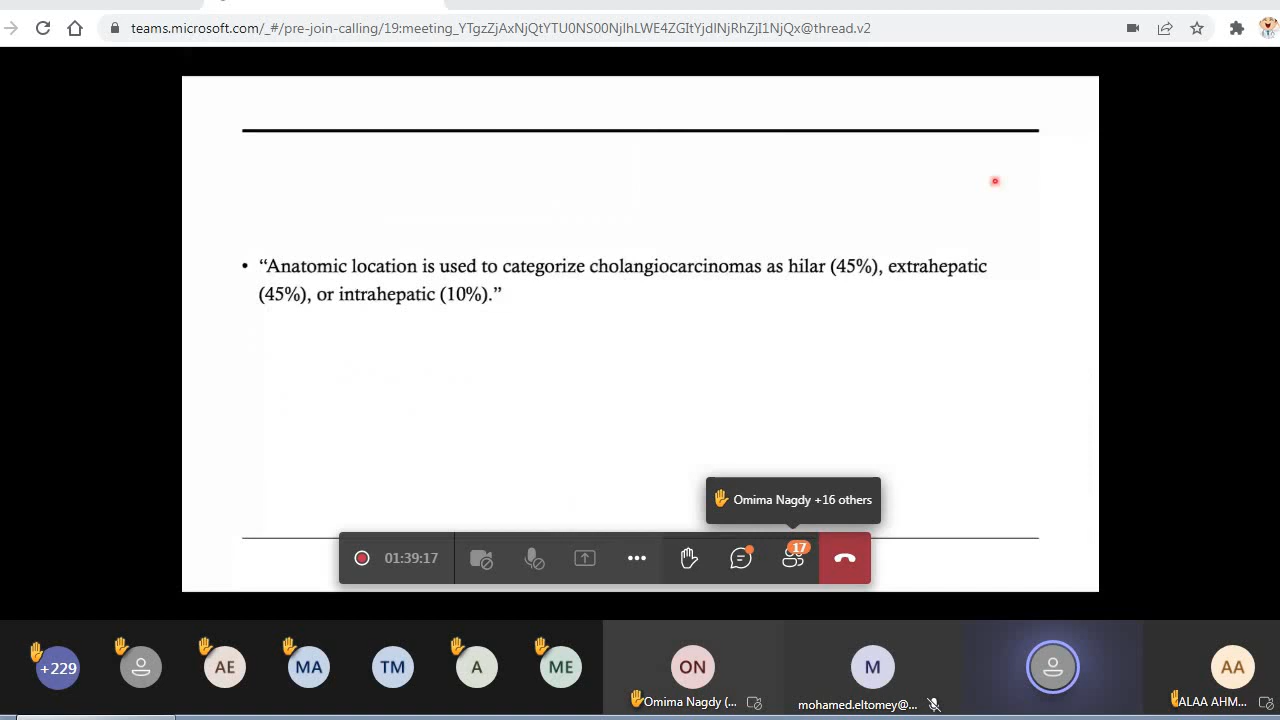 teams.microsoft.com/_#/pre-join-calling/19:meeting_YTgzZjAxNjQtYTU0NS00NjlhLWE4ZGItYjdlNjRhZjI1NjQx@thread.v2
• “Anatomic location is used to categorize cholangiocarcinomas as hilar (45%), extrahepatic
(45%), or intrahepatic (10%).”
Omima Nagdy +16 others
01:39:17
17
+229
AE
MA
TM
A
ME
ON
M
AA
Omima Nagdy (...
mohamed.eltomey@...
ALAA AHM...